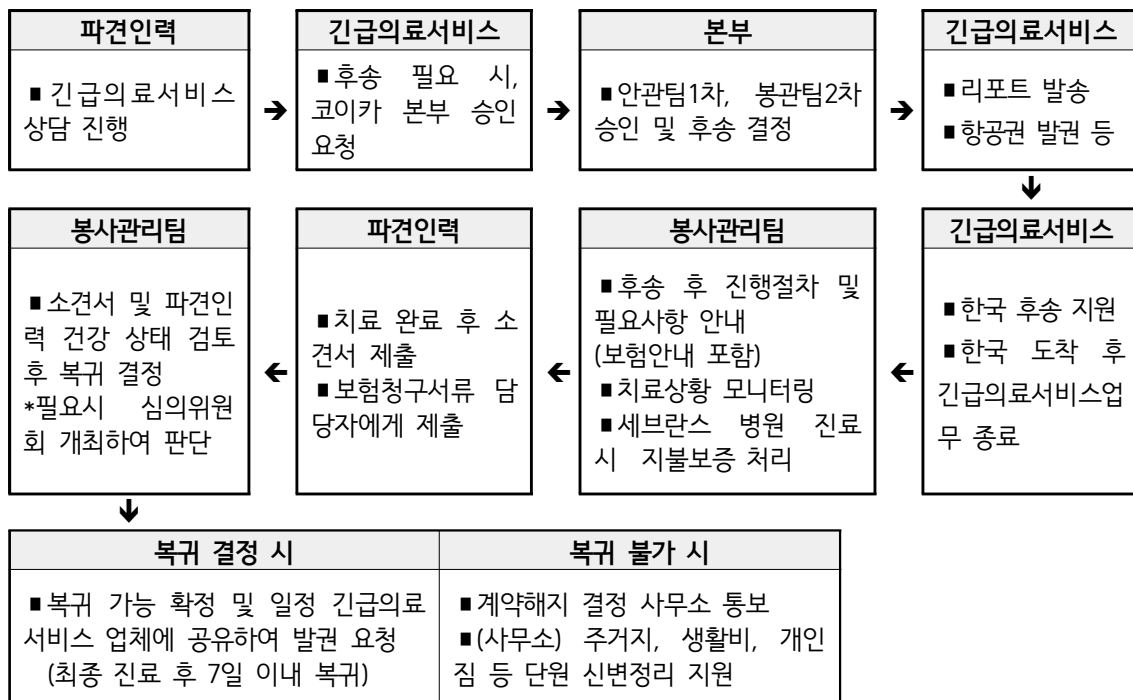 파견인력
■긴급의료서비스
상담 진행
➔
긴급의료서비스
■후송 필요 시,
코이카 본부 승인
요청
➔
본부
■안관팀1차, 봉관팀2차
승인 및 후송 결정
➔
긴급의료서비스
■리포트 발송
■항공권 발권 등
🡻
긴급의료서비스
■한국 후송 지원
■한국 도착 후
긴급의료서비스업
무 종료
🡸
봉사관리팀
■후송 후 진행절차 및
필요사항 안내
(보험안내 포함)
■치료상황 모니터링
■세브란스 병원 진료
시 지불보증 처리
🡸
파견인력
■치료 완료 후 소
견서 제출
■보험청구서류 담
당자에게 제출
🡸
봉사관리팀
■소견서 및 파견인
력 건강 상태 검토
후 복귀 결정
*필요시 심의위원
회 개최하여 판단
🡻
복귀 결정 시
■복귀 가능 확정 및 일정 긴급의료
서비스 업체에 공유하여 발권 요청
(최종 진료 후 7일 이내 복귀)
복귀 불가 시
■계약해지 결정 사무소 통보
■(사무소) 주거지, 생활비, 개인
짐 등 단원 신변정리 지원